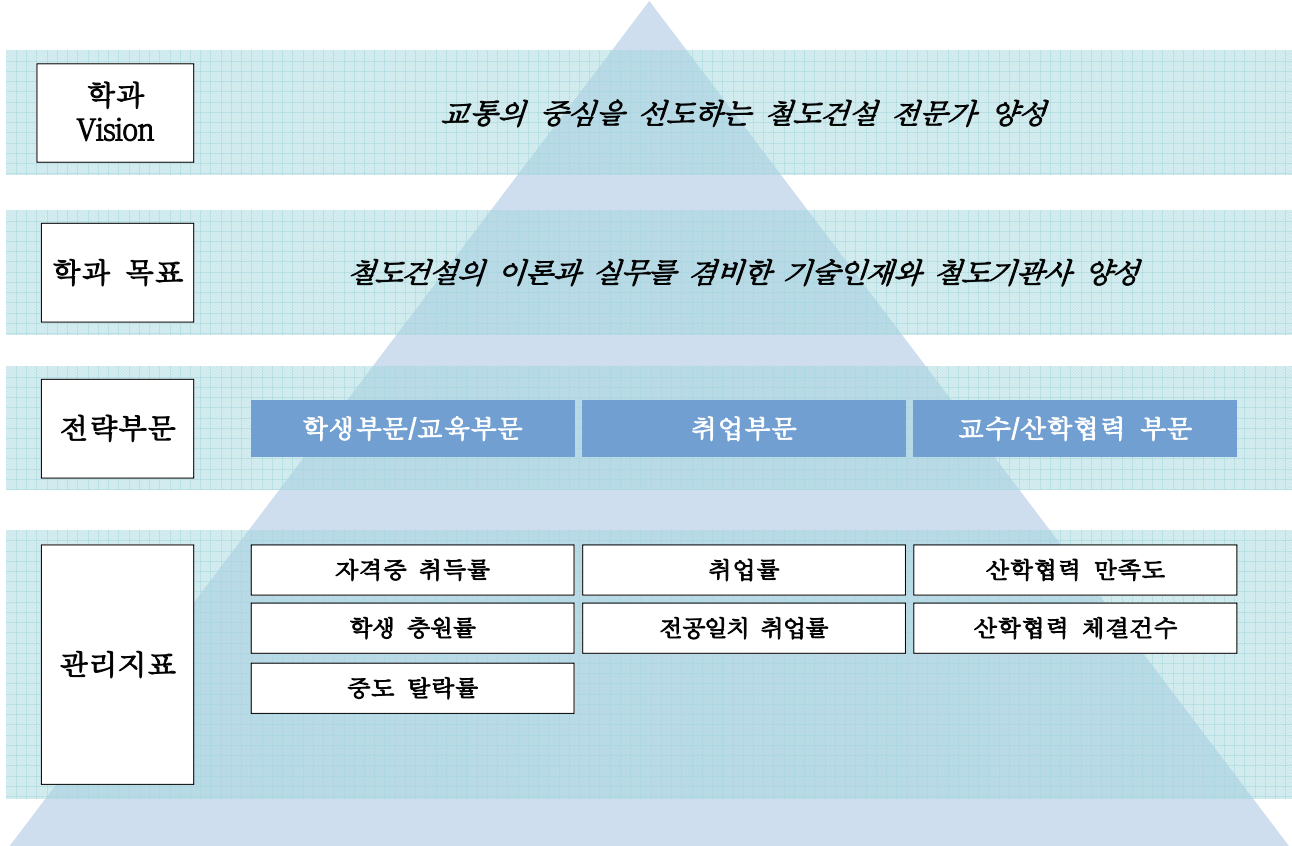 학과
Vision
교통의 중심을 선도하는 철도건설 전문가 양성
학과 목표
철도건설의 이론과 실무를 겸비한 기술인재와 철도기관사 양성
전략부문
학생부문/교육부문
취업부문
교수/산학협력 부문
관리지표
자격증 취득률
취업률
산학협력 만족도
학생 충원률
전공일치 취업률
산학협력 체결건수
중도 탈락률